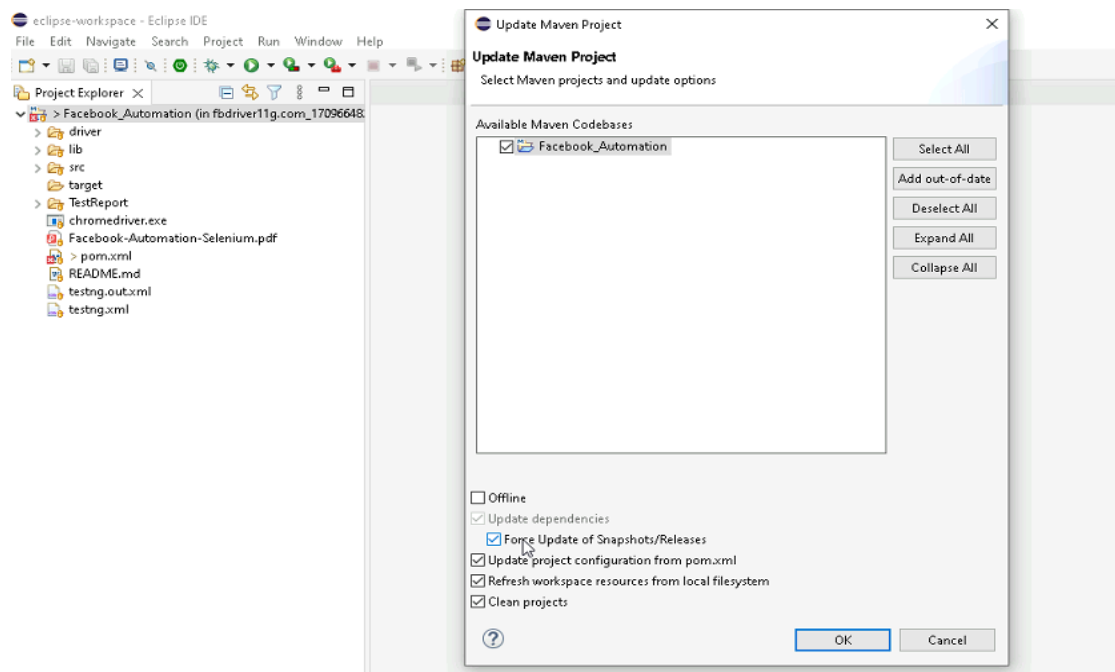 eclipse-workspace - Eclipse IDE
File Edit Navigate Search Project Run Window Help
Project Explorer
> Facebook_Automation (in fbdriver11g.com_17096648
driver
lib
src
target
TestReport
chromedriver.exe
Facebook-Automation-Selenium.pdf
> pom.xml
README.md
testng.out.xml
testng.xml
Update Maven Project
Update Maven Project
Select Maven projects and update options
Available Maven Codebases
Facebook_Automation
Select All
Add out-of-date
Deselect All
Expand All
Collapse All
Offline
Update dependencies
Force Update of Snapshots/Releases
Update project configuration from pom.xml
Refresh workspace resources from local filesystem
Clean projects
OK
Cancel